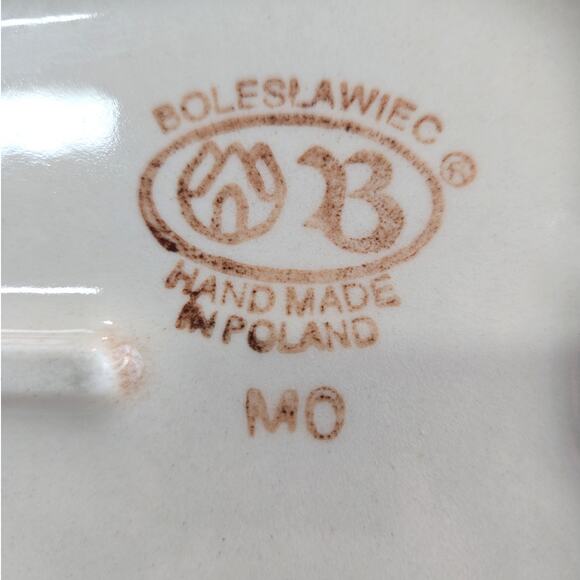 BOLESŁAWIEC
B ®
HAND MADE
IN POLAND
MO